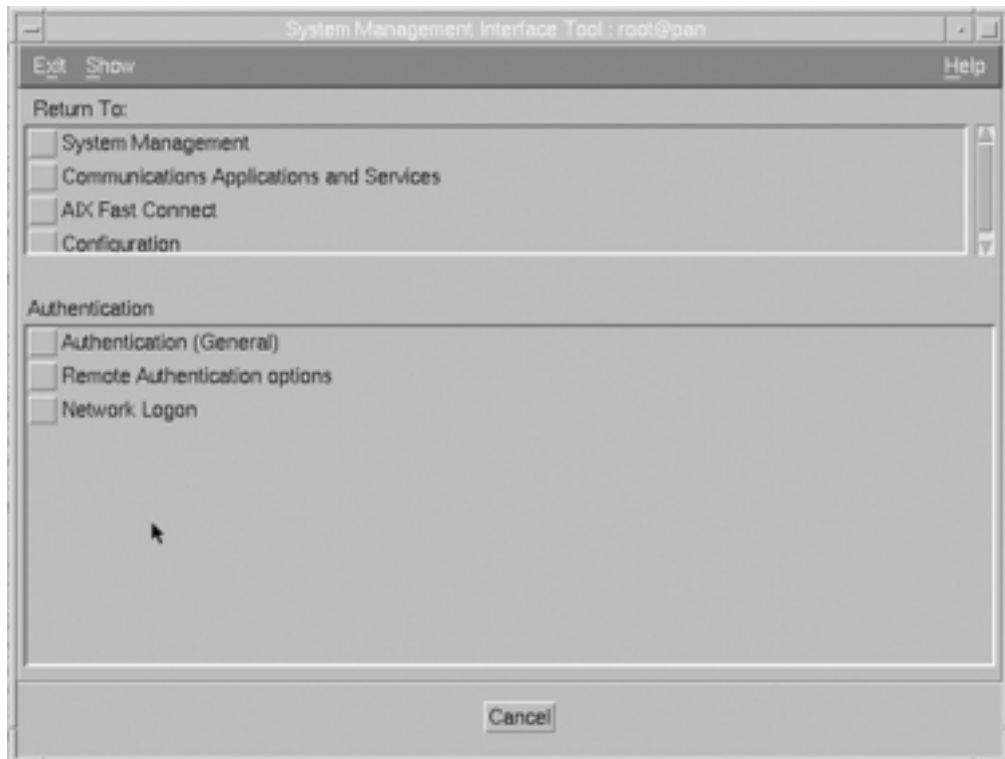 System Management Interface Tool : root@pan
Exit Show Help
Return To:
System Management
Communications Applications and Services
AIX Fast Connect
Configuration
Authentication
Authentication (General)
Remote Authentication options
Network Logon
Cancel